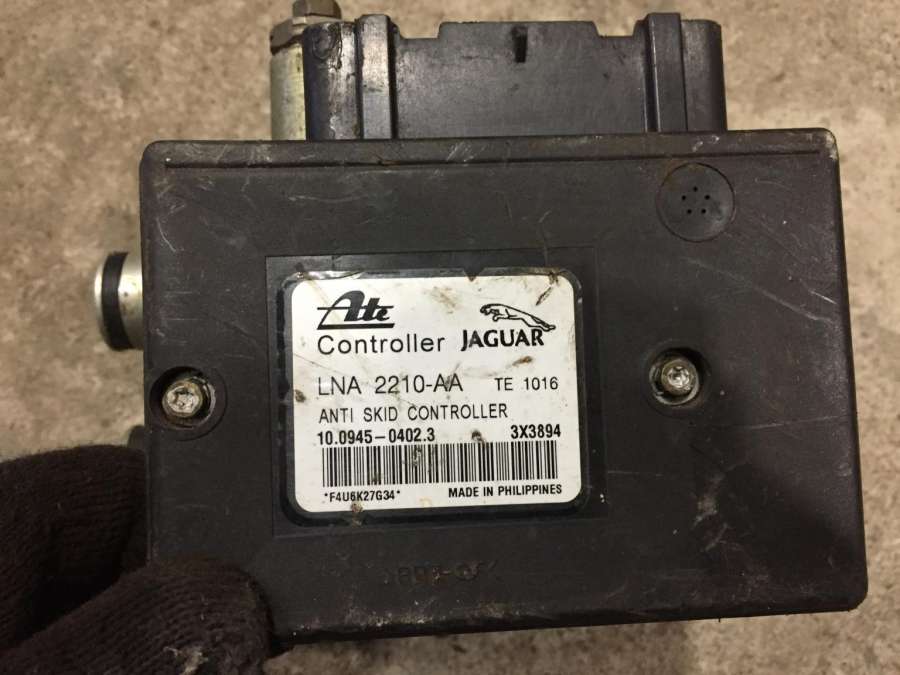 Ate
Controller JAGUAR
LNA 2210-AA TE 1016
ANTI SKID CONTROLLER
10.0945-0402.3 3X3894
*F4U6K27G34* MADE IN PHILIPPINES